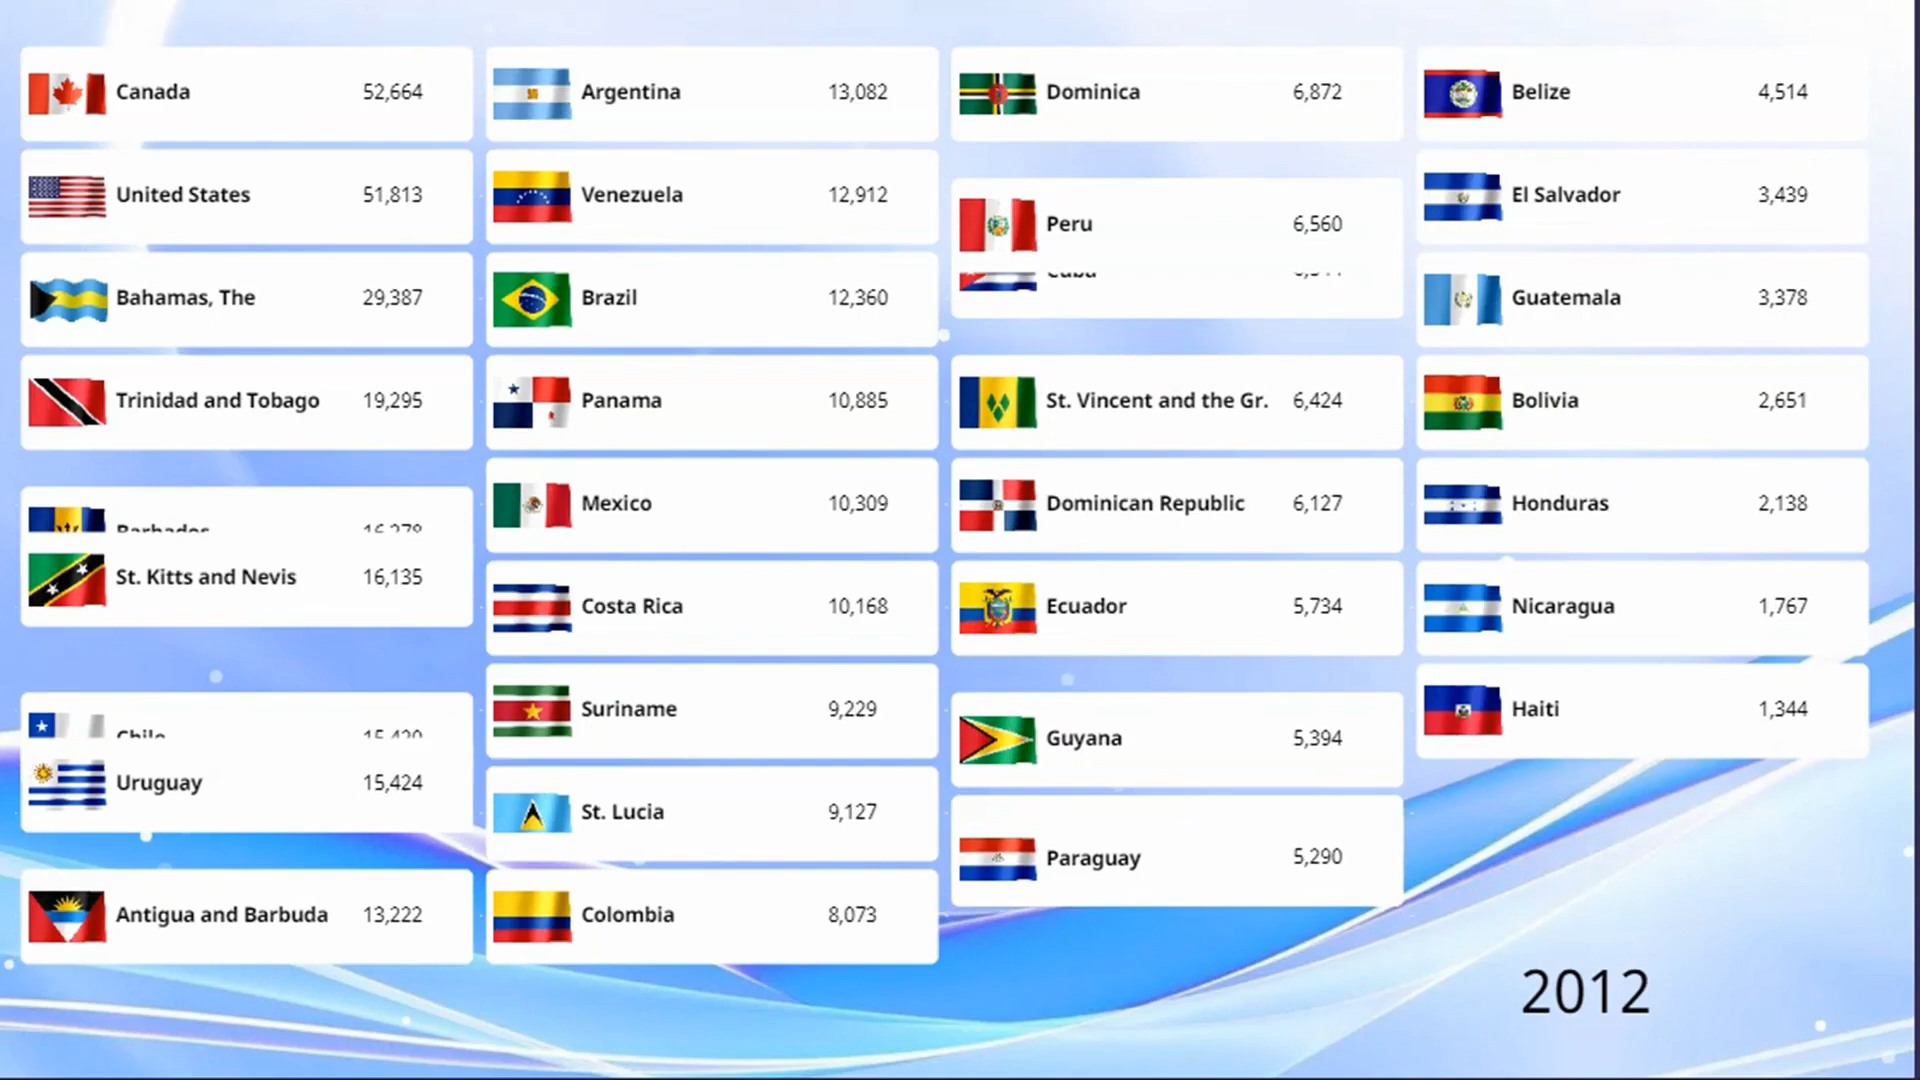 Canada 52,664
United States 51,813
Bahamas, The 29,387
Trinidad and Tobago 19,295
Barbados
St. Kitts and Nevis 16,135
Chile
Uruguay 15,424
Antigua and Barbuda 13,222
Argentina 13,082
Venezuela 12,912
Brazil 12,360
Panama 10,885
Mexico 10,309
Costa Rica 10,168
Suriname 9,229
St. Lucia 9,127
Colombia 8,073
Dominica 6,872
Peru 6,560
Cuba
St. Vincent and the Gr. 6,424
Dominican Republic 6,127
Ecuador 5,734
Guyana 5,394
Paraguay 5,290
Belize 4,514
El Salvador 3,439
Guatemala 3,378
Bolivia 2,651
Honduras 2,138
Nicaragua 1,767
Haiti 1,344
2012